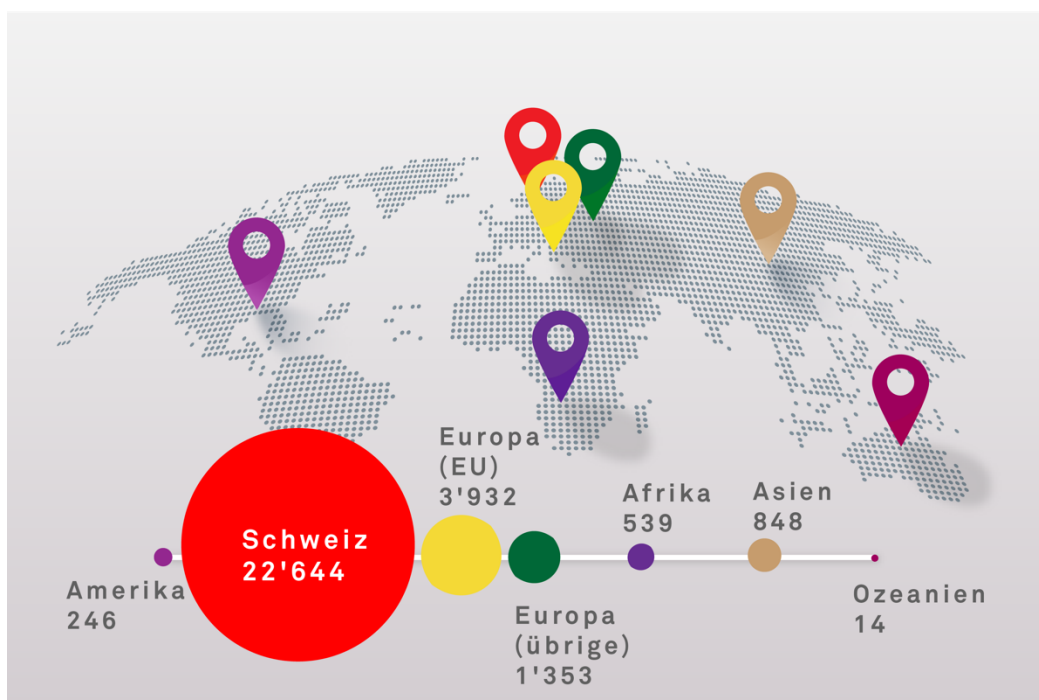 Amerika
246
Schweiz
22'644
Europa
(EU)
3'932
Europa
(übrige)
1'353
Afrika
539
Asien
848
Ozeanien
14